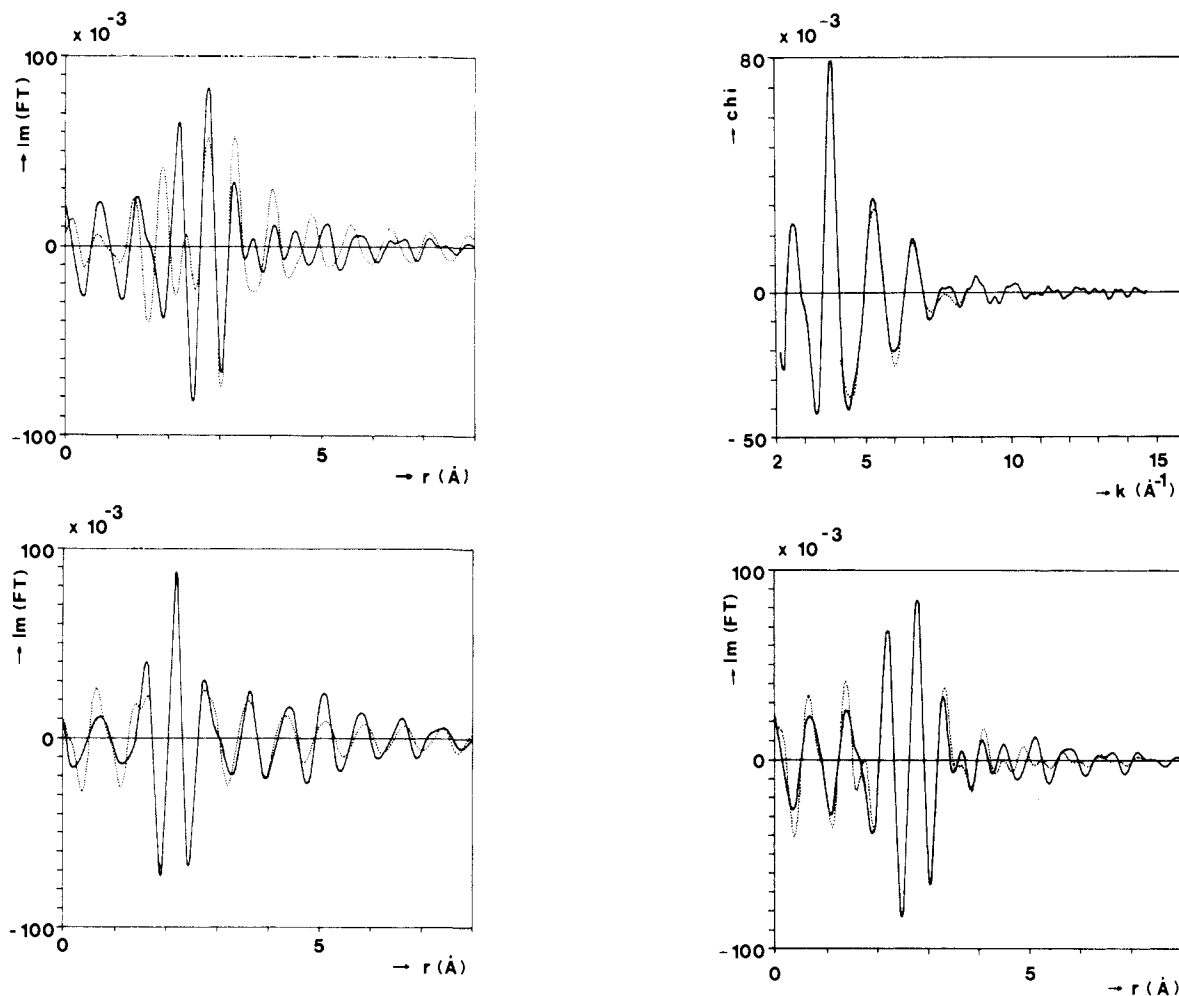 x 10-3
100
→ Im (FT)
0
-100
0
5
→ r (Å)
x 10-3
80
→ chi
0
-50
2
5
10
15
→ k (Å-1)
x 10-3
100
→ Im (FT)
0
-100
0
5
→ r (Å)
x 10-3
100
→ Im (FT)
0
-100
0
5
→ r (Å)